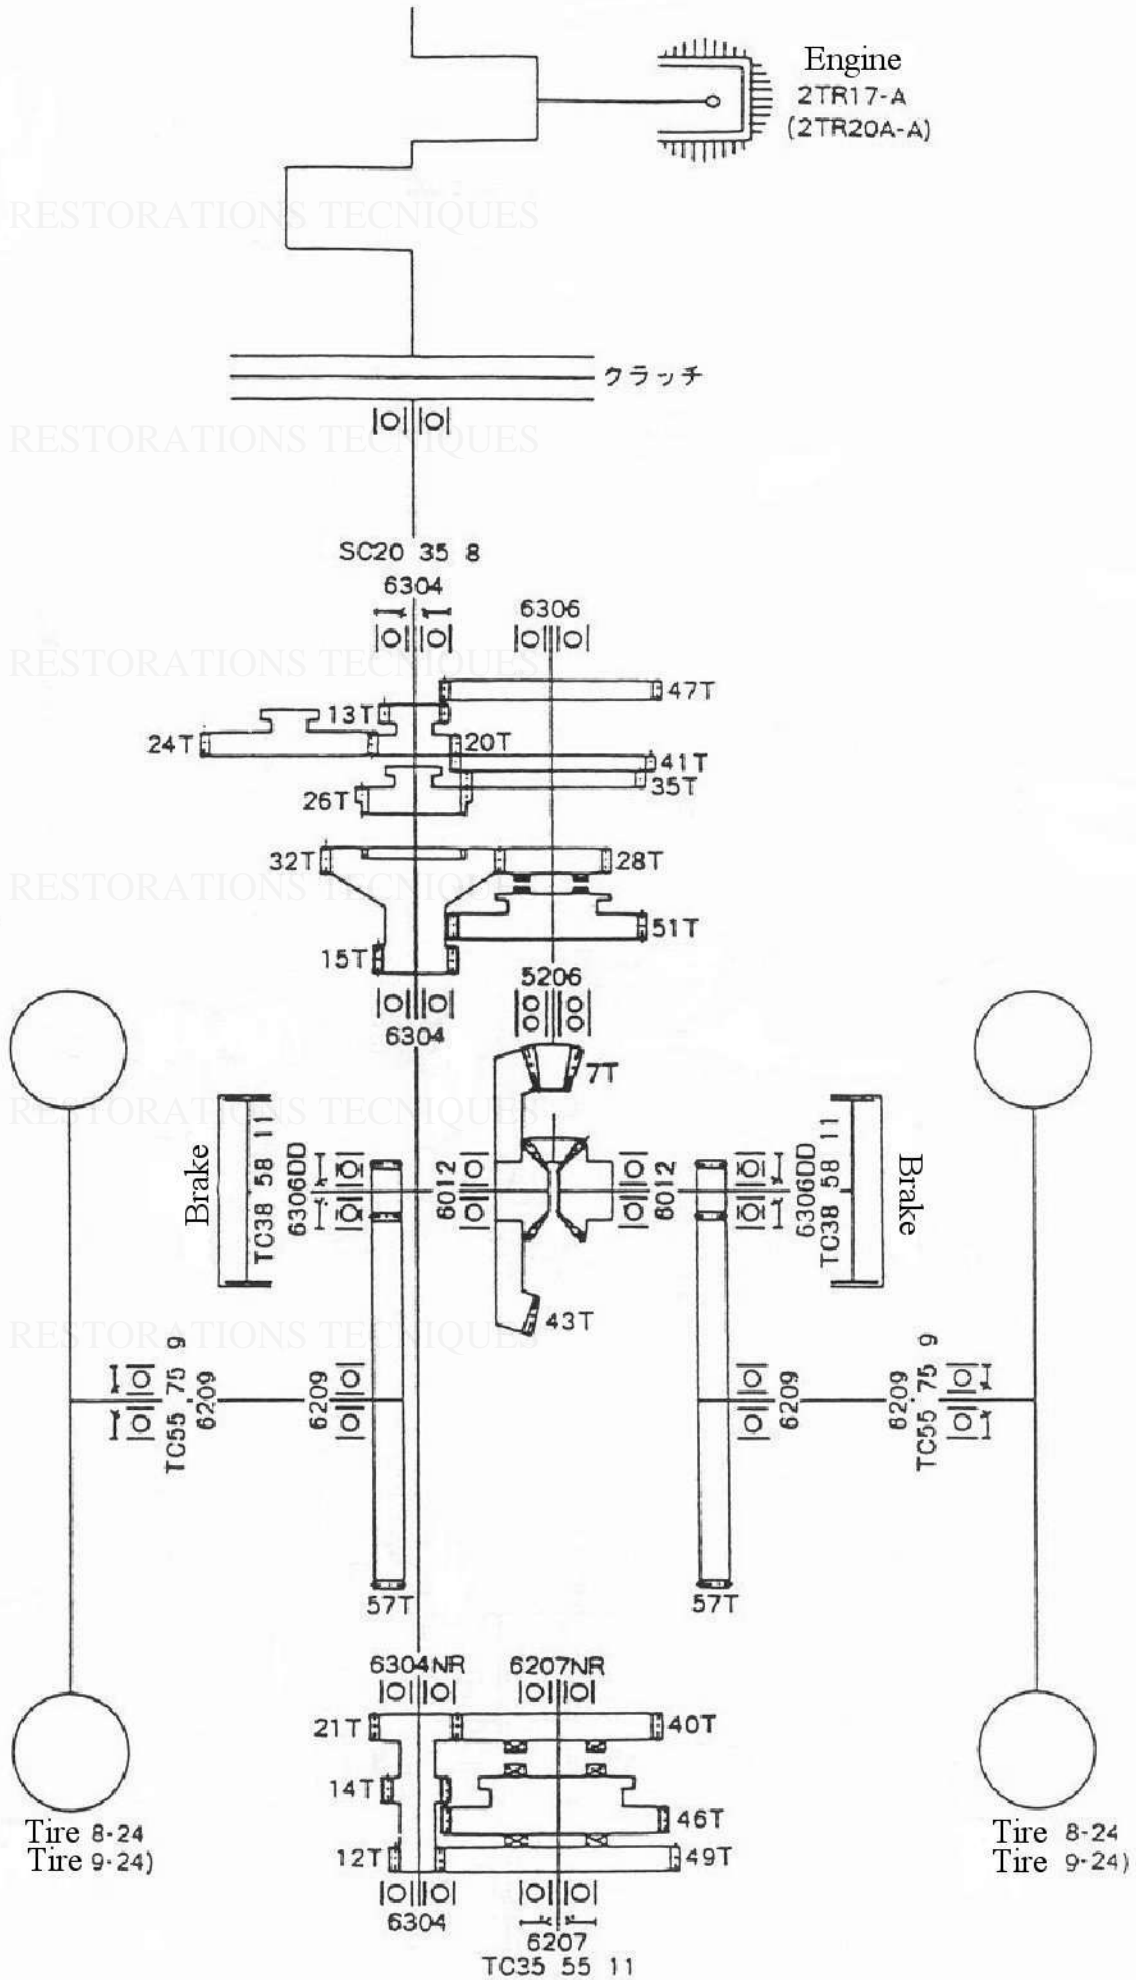 Engine
2TR17-A
(2TR20A-A)
RESTORATIONS TECNIQUES
クラッチ
RESTORATIONS TECNIQUES
SC20 35 8
6304
6306
RESTORATIONS TECNIQUES
47T
13T
24T
20T
41T
35T
26T
32T
28T
RESTORATIONS TECNIQUES
51T
15T
5206
6304
7T
RESTORATIONS TECNIQUES
Brake
TC38 58 11
6306DD
6012
6012
6306DD
TC38 58 11
Brake
43T
RESTORATIONS TECNIQUES
TC55 75 9
6209
6209
6209
6209
TC55 75 9
57T
57T
6304NR
6207NR
21T
40T
14T
46T
Tire 8-24
Tire 9-24)
12T
49T
Tire 8-24
Tire 9-24)
6304
6207
TC35 55 11